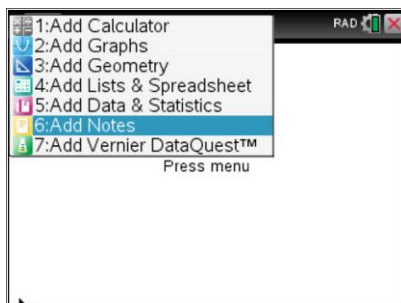 1:Add Calculator
RAD
2:Add Graphs
3:Add Geometry
4:Add Lists & Spreadsheet
5:Add Data & Statistics
6:Add Notes
7:Add Vernier DataQuest™
Press menu